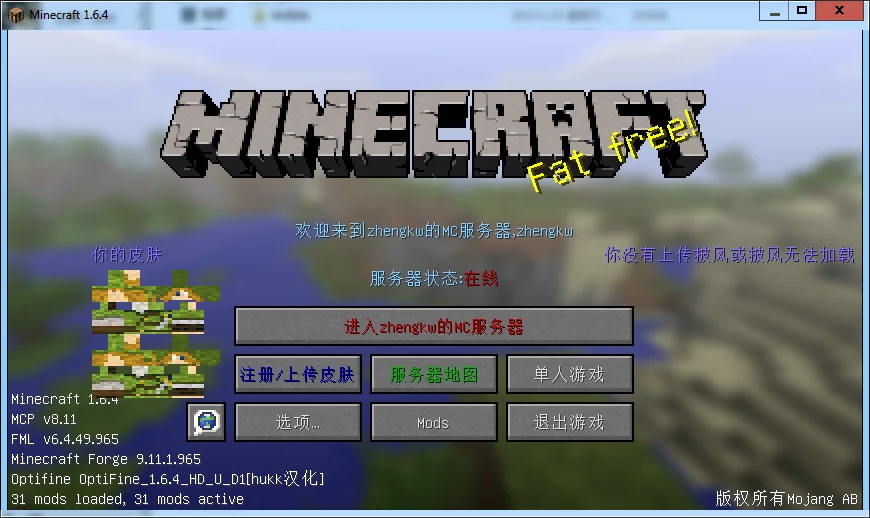 Minecraft 1.6.4
MINECRAFT
Fat free!
欢迎来到zhengkw的MC服务器,zhengkw
你的皮肤
你没有上传披风或披风无法加载
服务器状态:在线
进入zhengkw的MC服务器
注册/上传皮肤
服务器地图
单人游戏
选项...
Mods
退出游戏
Minecraft 1.6.4
MCP v8.11
FML v6.4.49.965
Minecraft Forge 9.11.1.965
Optifine OptiFine_1.6.4_HD_U_D1[hukk汉化]
31 mods loaded, 31 mods active
版权所有Mojang AB